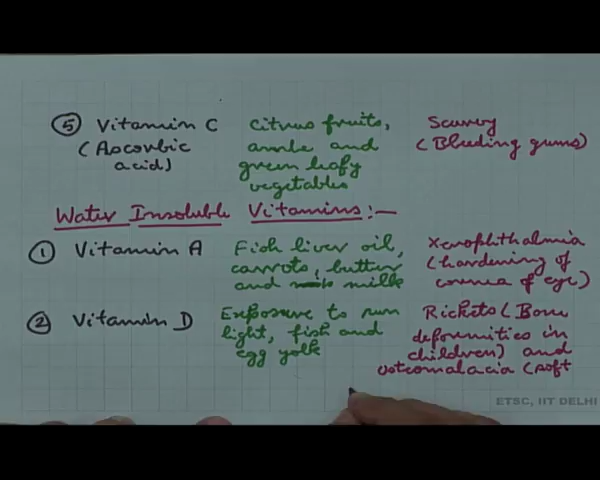 ⑤ Vitamin C Citrus fruits, Scurvy
(Ascorbic amla and (Bleeding gums)
acid) green leafy
vegetables
Water Insoluble Vitamins:-
① Vitamin A Fish liver oil, Xerophthalmia
carrots, butter (hardening of
and milk cornea of eye)
② Vitamin D Exposure to sun Rickets (Bone
light, fish and deformities in
egg yolk children) and
osteomalacia (soft
ETSC, IIT DELHI